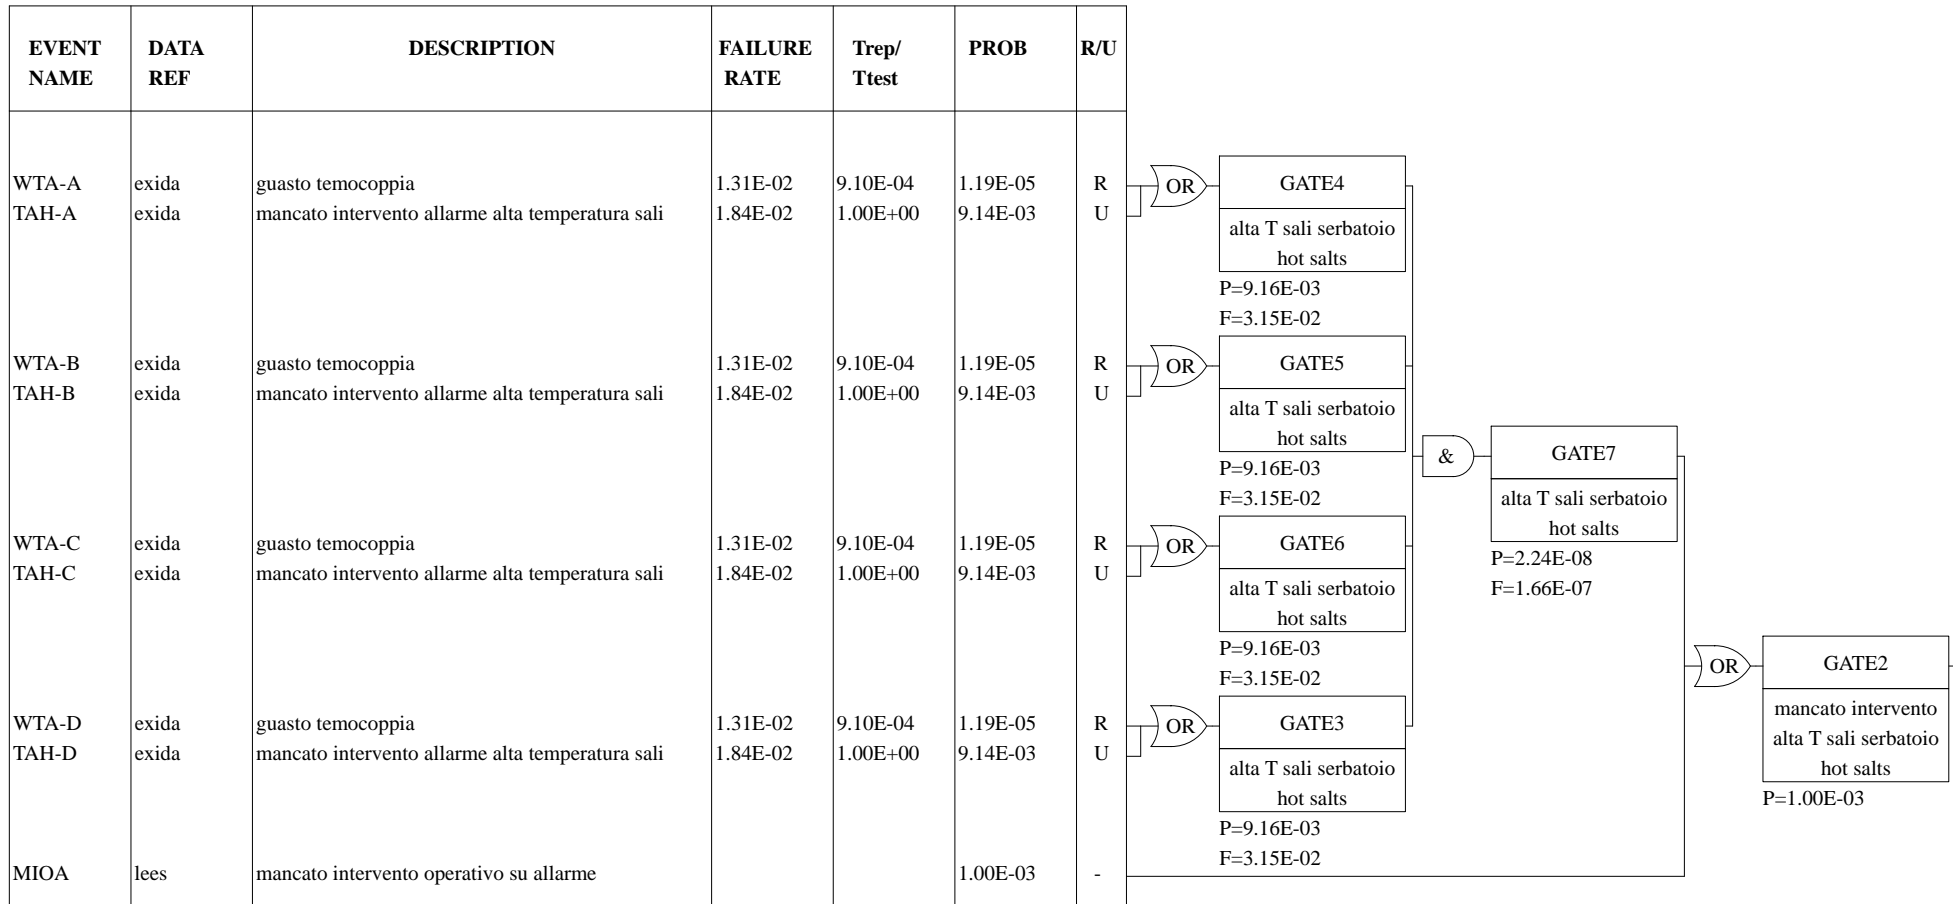 EVENT NAME DATA REF DESCRIPTION FAILURE RATE Trep/ Ttest PROB R/U
WTA-A exida guasto temocoppia 1.31E-02 9.10E-04 1.19E-05 R
TAH-A exida mancato intervento allarme alta temperatura sali 1.84E-02 1.00E+00 9.14E-03 U
OR
GATE4
alta T sali serbatoio
hot salts
P=9.16E-03
F=3.15E-02
WTA-B exida guasto temocoppia 1.31E-02 9.10E-04 1.19E-05 R
TAH-B exida mancato intervento allarme alta temperatura sali 1.84E-02 1.00E+00 9.14E-03 U
OR
GATE5
alta T sali serbatoio
hot salts
P=9.16E-03
F=3.15E-02
&
GATE7
alta T sali serbatoio
hot salts
P=2.24E-08
F=1.66E-07
WTA-C exida guasto temocoppia 1.31E-02 9.10E-04 1.19E-05 R
TAH-C exida mancato intervento allarme alta temperatura sali 1.84E-02 1.00E+00 9.14E-03 U
OR
GATE6
alta T sali serbatoio
hot salts
P=9.16E-03
F=3.15E-02
OR
GATE2
mancato intervento
alta T sali serbatoio
hot salts
P=1.00E-03
WTA-D exida guasto temocoppia 1.31E-02 9.10E-04 1.19E-05 R
TAH-D exida mancato intervento allarme alta temperatura sali 1.84E-02 1.00E+00 9.14E-03 U
OR
GATE3
alta T sali serbatoio
hot salts
P=9.16E-03
F=3.15E-02
MIOA lees mancato intervento operativo su allarme 1.00E-03 -